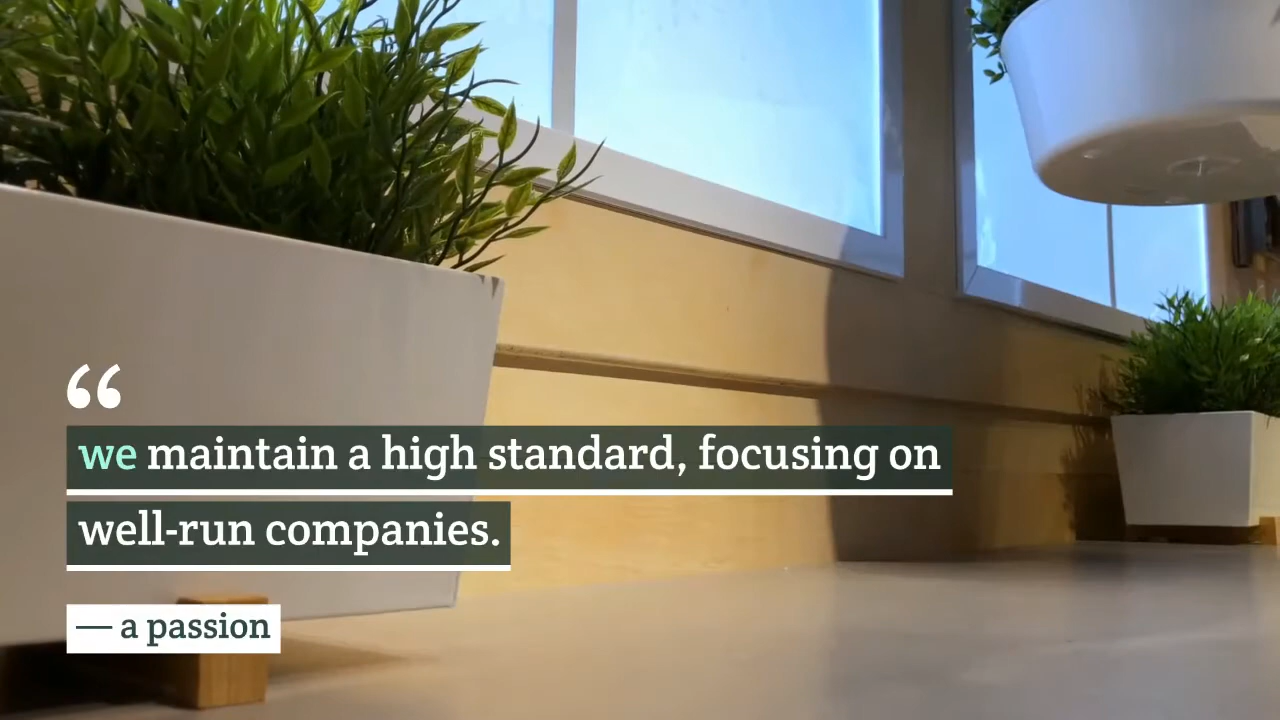 “
we maintain a high standard, focusing on
well-run companies.
— a passion